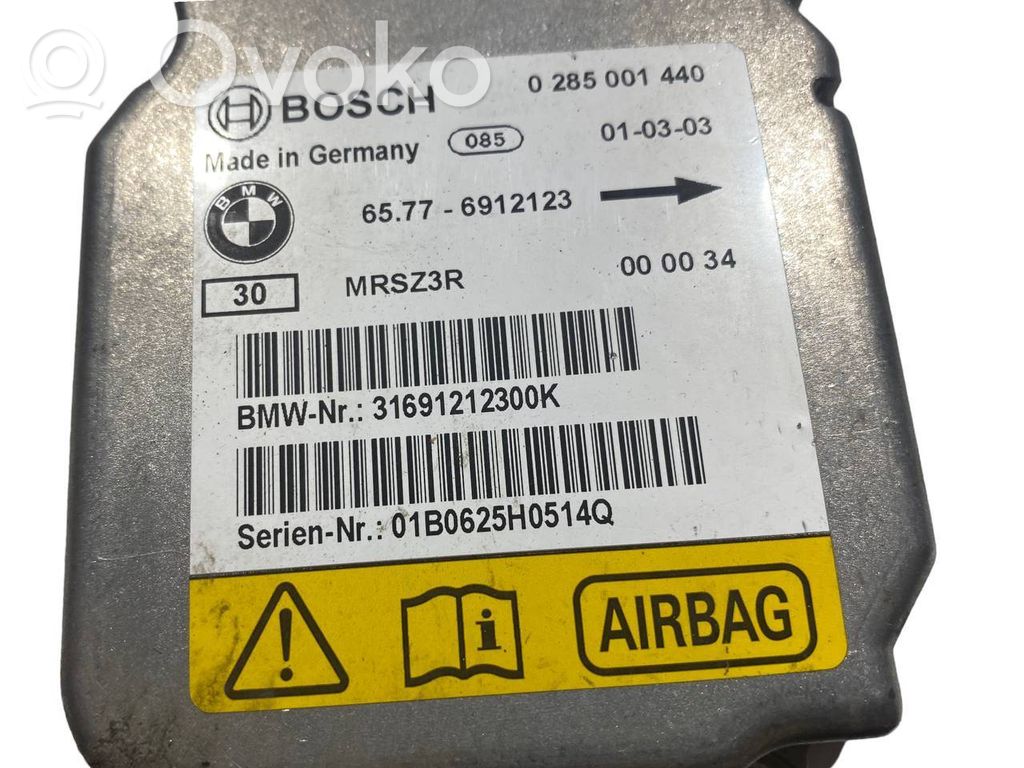 Ovoko
BOSCH 0 285 001 440
Made in Germany 085 01-03-03
BMW 65.77 - 6912123
30 MRSZ3R 00 00 34
BMW-Nr.: 31691212300K
Serien-Nr.: 01B0625H0514Q
! i AIRBAG